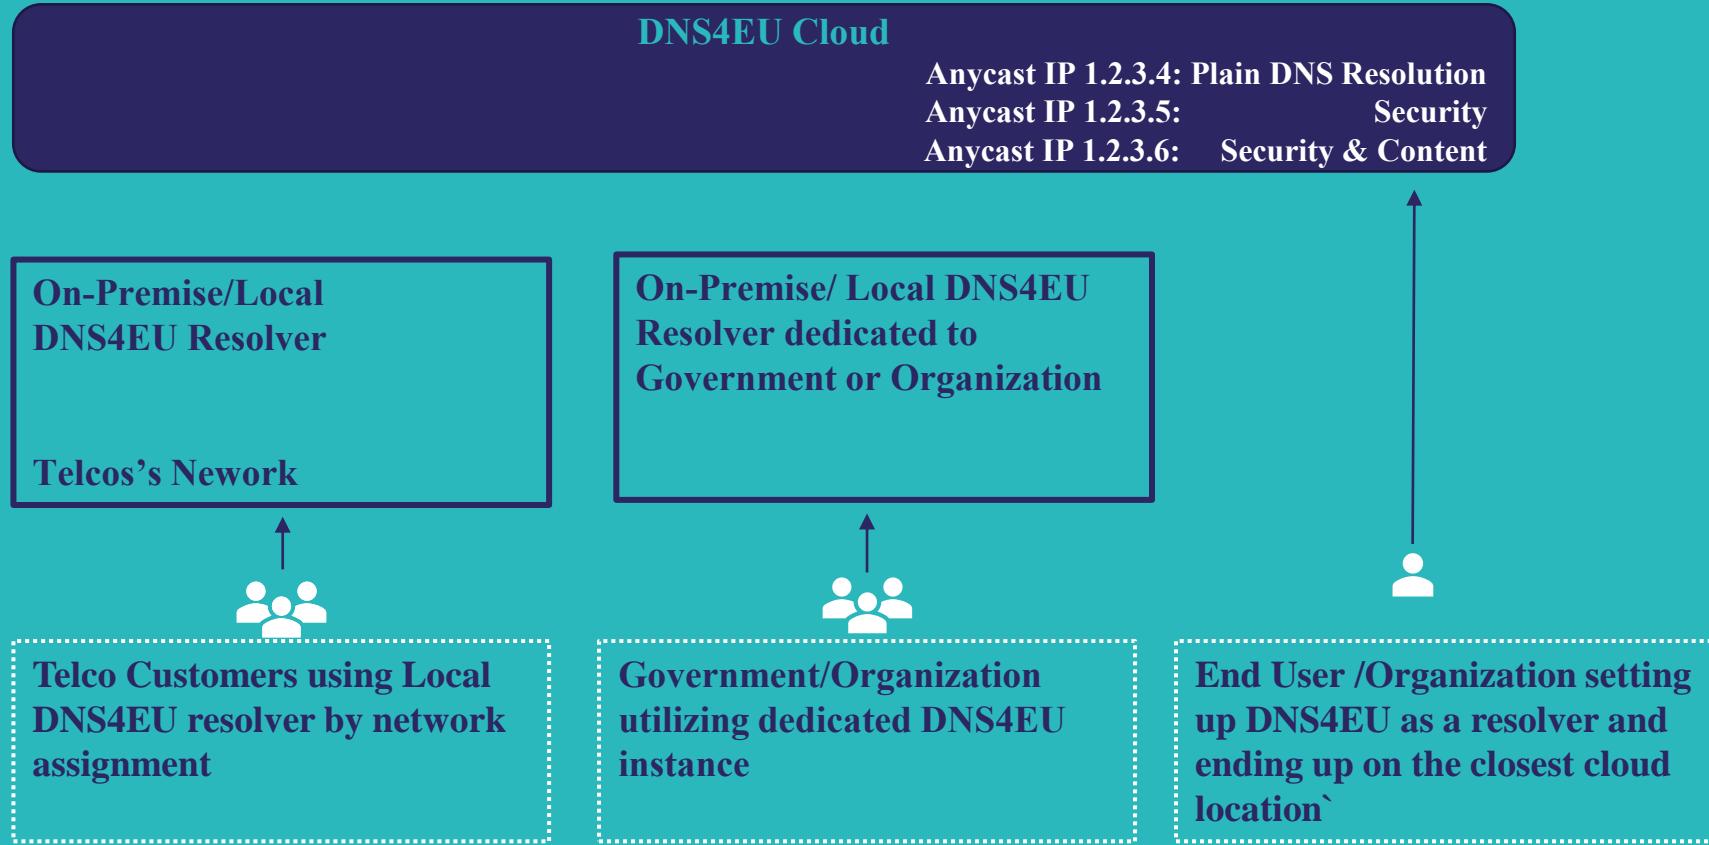 DNS4EU Cloud
Anycast IP 1.2.3.4: Plain DNS Resolution
Anycast IP 1.2.3.5: Security
Anycast IP 1.2.3.6: Security & Content
On-Premise/Local
DNS4EU Resolver
Telcos’s Nework
On-Premise/ Local DNS4EU
Resolver dedicated to
Government or Organization
Telco Customers using Local
DNS4EU resolver by network
assignment
Government/Organization
utilizing dedicated DNS4EU
instance
End User /Organization setting
up DNS4EU as a resolver and
ending up on the closest cloud
location`